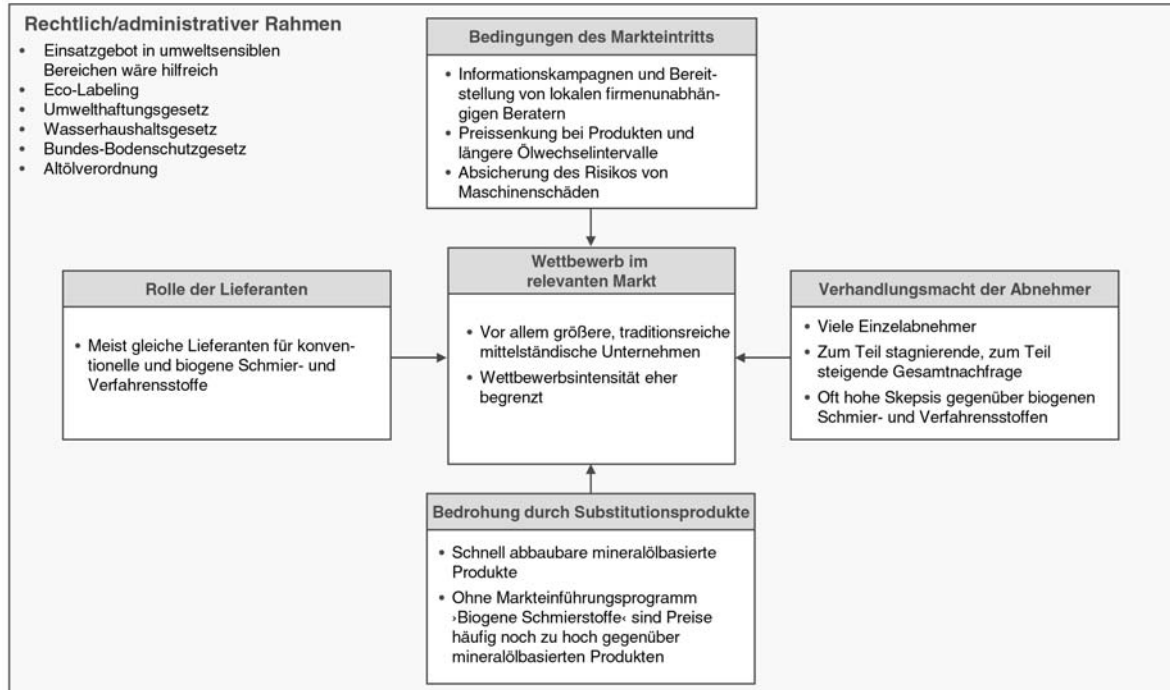 Rechtlich/administrativer Rahmen
• Einsatzgebot in umweltsensiblen
Bereichen wäre hilfreich
• Eco-Labeling
• Umwelthaftungsgesetz
• Wasserhaushaltsgesetz
• Bundes-Bodenschutzgesetz
• Altölverordnung
Bedingungen des Markteintritts
• Informationskampagnen und Bereit-
stellung von lokalen firmenunabhän-
gigen Beratern
• Preissenkung bei Produkten und
längere Ölwechselintervalle
• Absicherung des Risikos von
Maschinenschäden
Rolle der Lieferanten
• Meist gleiche Lieferanten für konven-
tionelle und biogene Schmier- und
Verfahrensstoffe
Wettbewerb im
relevanten Markt
• Vor allem größere, traditionsreiche
mittelständische Unternehmen
• Wettbewerbsintensität eher
begrenzt
Verhandlungsmacht der Abnehmer
• Viele Einzelabnehmer
• Zum Teil stagnierende, zum Teil
steigende Gesamtnachfrage
• Oft hohe Skepsis gegenüber biogenen
Schmier- und Verfahrensstoffen
Bedrohung durch Substitutionsprodukte
• Schnell abbaubare mineralölbasierte
Produkte
• Ohne Markteinführungsprogramm
›Biogene Schmierstoffe‹ sind Preise
häufig noch zu hoch gegenüber
mineralölbasierten Produkten